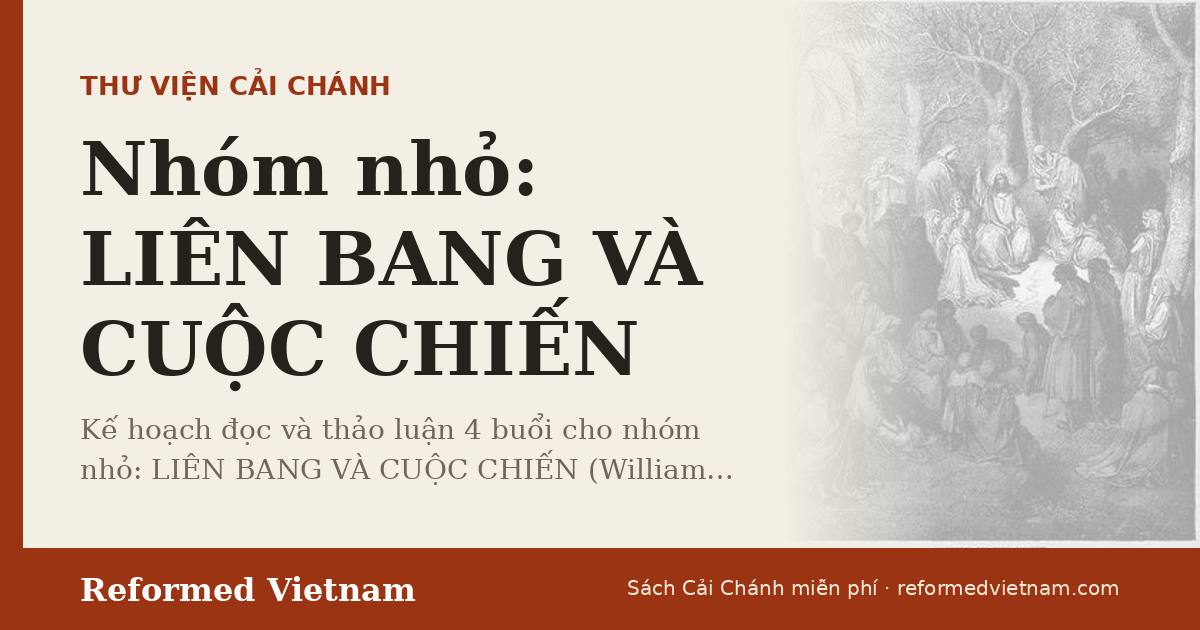 THƯ VIỆN CẢI CHÁNH
Nhóm nhỏ:
LIÊN BANG VÀ
CUỘC CHIẾN
Kế hoạch đọc và thảo luận 4 buổi cho nhóm
nhỏ: LIÊN BANG VÀ CUỘC CHIẾN (William...
Reformed Vietnam
Sách Cải Chánh miễn phí · reformedvietnam.com